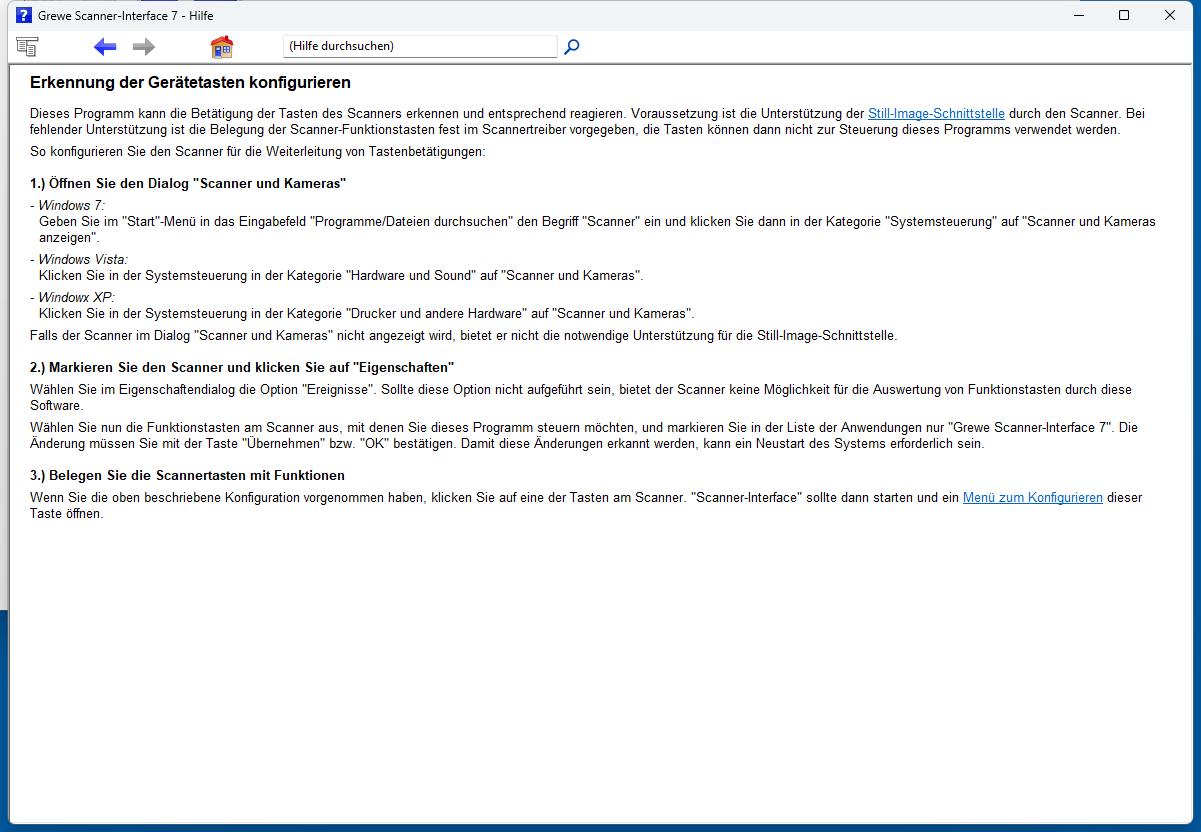 Grewe Scanner-Interface 7 - Hilfe
(Hilfe durchsuchen)
Erkennung der Gerätetasten konfigurieren
Dieses Programm kann die Betätigung der Tasten des Scanners erkennen und entsprechend reagieren. Voraussetzung ist die Unterstützung der Still-Image-Schnittstelle durch den Scanner. Bei
fehlender Unterstützung ist die Belegung der Scanner-Funktionstasten fest im Scannertreiber vorgegeben, die Tasten können dann nicht zur Steuerung dieses Programms verwendet werden.
So konfigurieren Sie den Scanner für die Weiterleitung von Tastenbetätigungen:
1.) Öffnen Sie den Dialog "Scanner und Kameras"
- Windows 7:
Geben Sie im "Start"-Menü in das Eingabefeld "Programme/Dateien durchsuchen" den Begriff "Scanner" ein und klicken Sie dann in der Kategorie "Systemsteuerung" auf "Scanner und Kameras
anzeigen".
- Windows Vista:
Klicken Sie in der Systemsteuerung in der Kategorie "Hardware und Sound" auf "Scanner und Kameras".
- Windowx XP:
Klicken Sie in der Systemsteuerung in der Kategorie "Drucker und andere Hardware" auf "Scanner und Kameras".
Falls der Scanner im Dialog "Scanner und Kameras" nicht angezeigt wird, bietet er nicht die notwendige Unterstützung für die Still-Image-Schnittstelle.
2.) Markieren Sie den Scanner und klicken Sie auf "Eigenschaften"
Wählen Sie im Eigenschaftendialog die Option "Ereignisse". Sollte diese Option nicht aufgeführt sein, bietet der Scanner keine Möglichkeit für die Auswertung von Funktionstasten durch diese
Software.
Wählen Sie nun die Funktionstasten am Scanner aus, mit denen Sie dieses Programm steuern möchten, und markieren Sie in der Liste der Anwendungen nur "Grewe Scanner-Interface 7". Die
Änderung müssen Sie mit der Taste "Übernehmen" bzw. "OK" bestätigen. Damit diese Änderungen erkannt werden, kann ein Neustart des Systems erforderlich sein.
3.) Belegen Sie die Scannertasten mit Funktionen
Wenn Sie die oben beschriebene Konfiguration vorgenommen haben, klicken Sie auf eine der Tasten am Scanner. "Scanner-Interface" sollte dann starten und ein Menü zum Konfigurieren dieser
Taste öffnen.